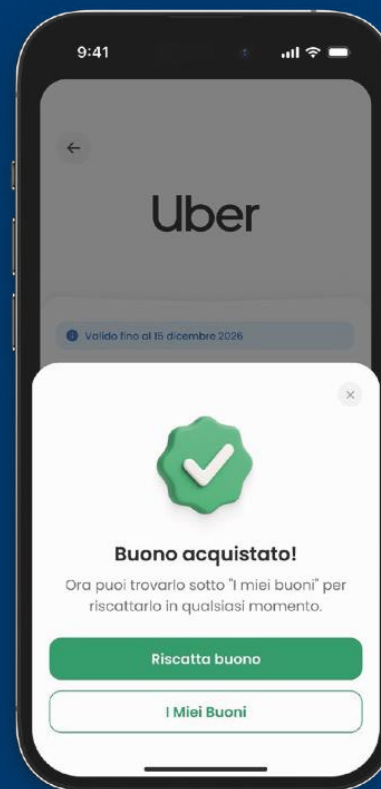 9:41
Uber
Valido fino al 15 dicembre 2026
Buono acquistato!
Ora puoi trovarlo sotto "I miei buoni" per
riscattarlo in qualsiasi momento.
Riscatta buono
I Miei Buoni